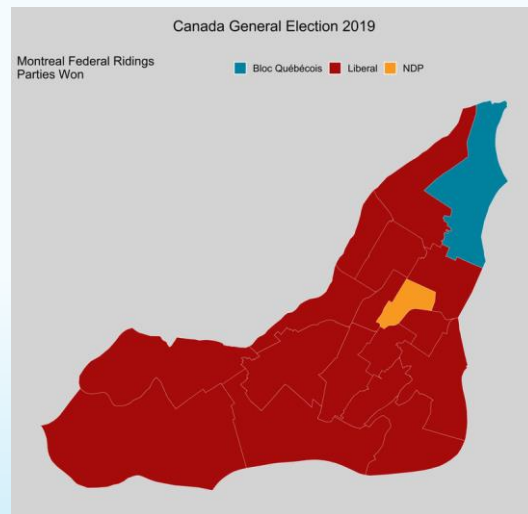 Canada General Election 2019
Montreal Federal Ridings
Parties Won
Bloc Québécois Liberal NDP